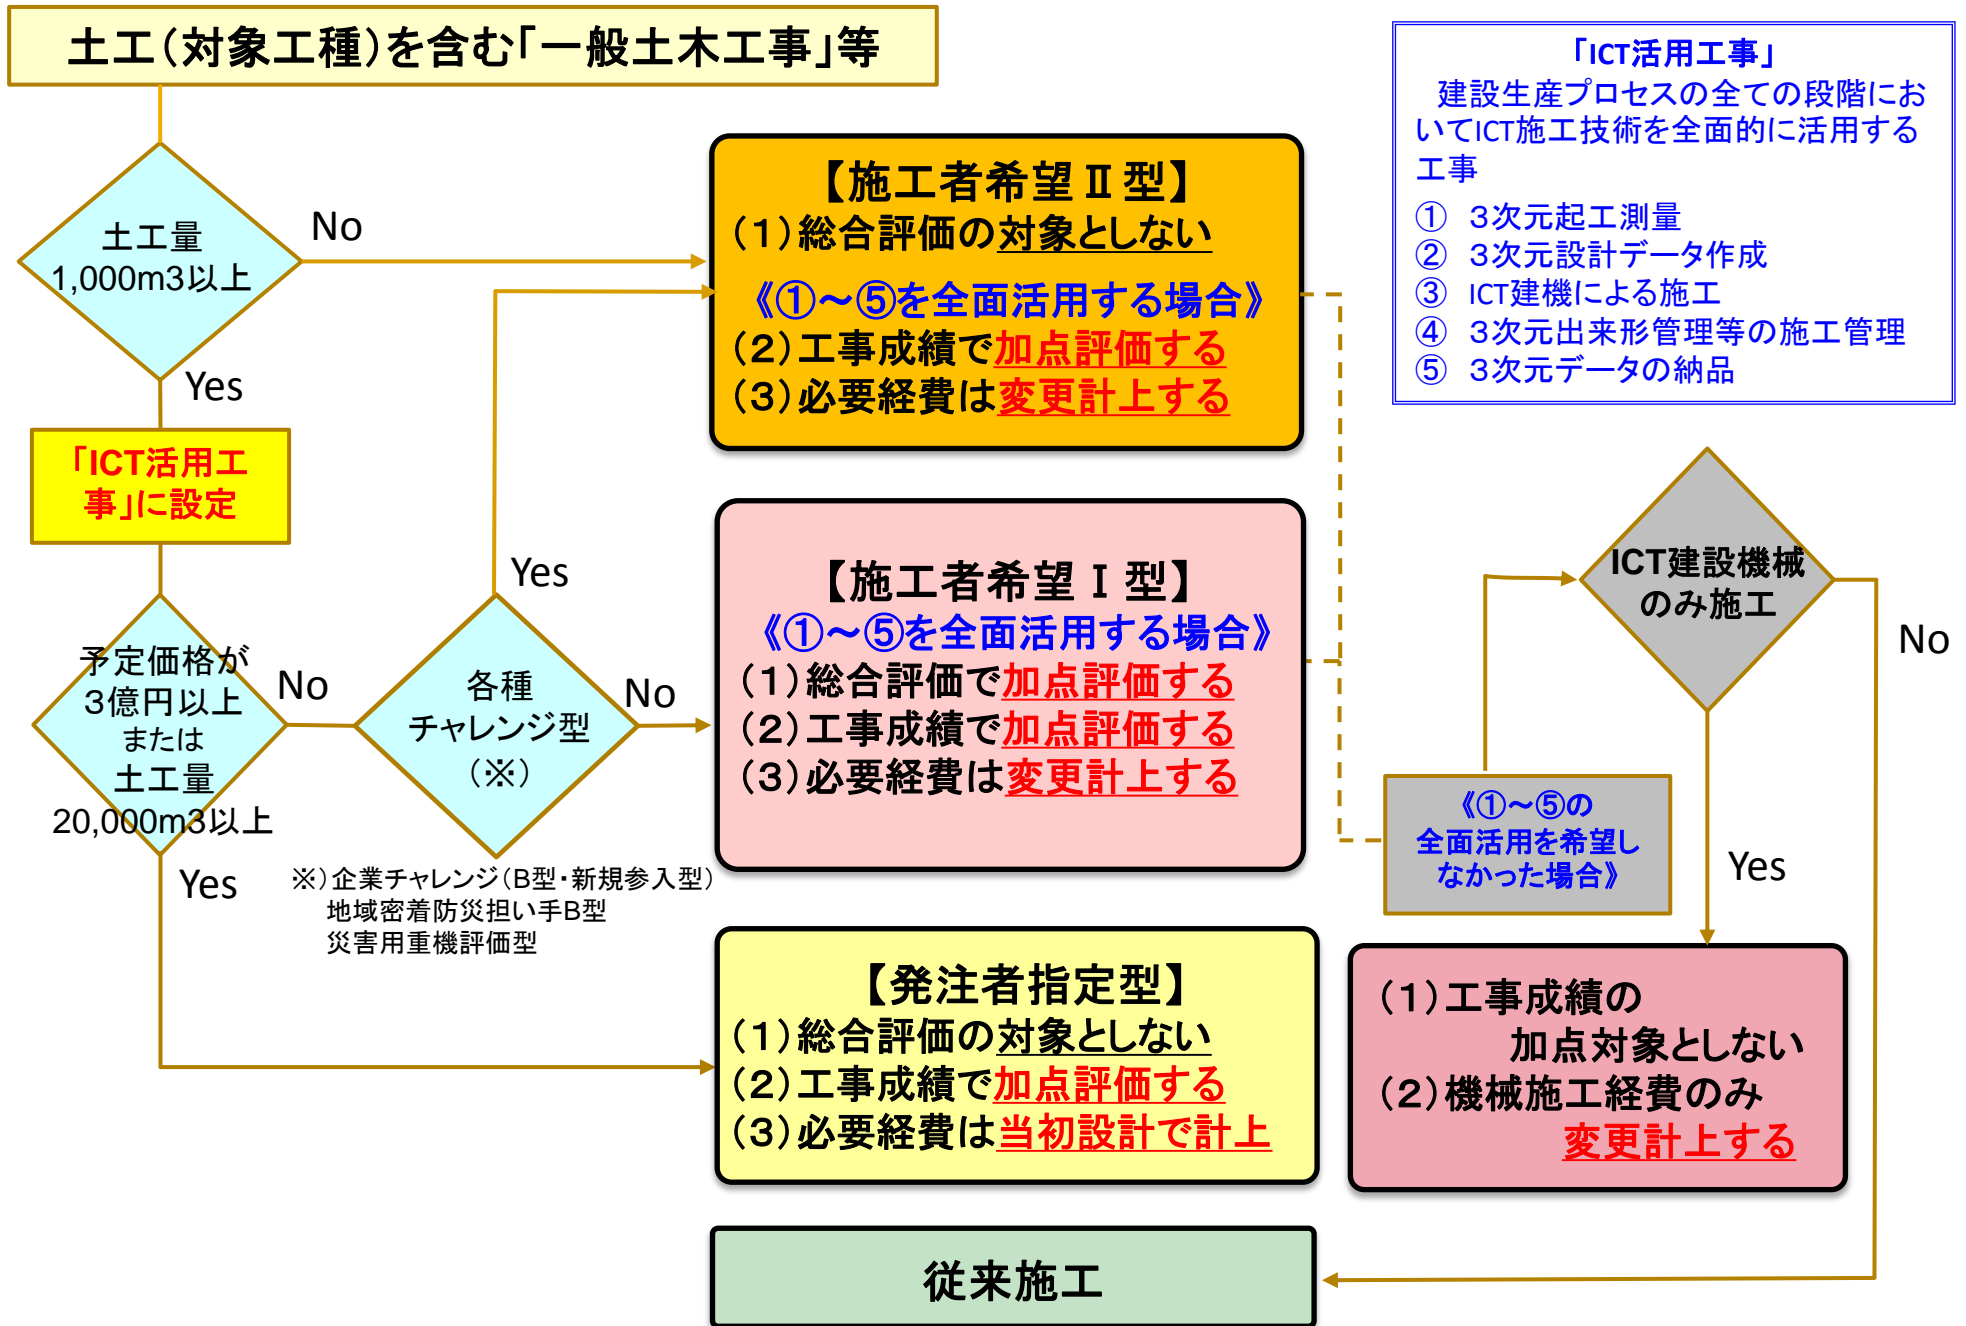 土工（対象工種）を含む「一般土木工事」等
土工量
1,000m3以上
No
Yes
「ICT活用工
事」に設定
予定価格が
3億円以上
または
土工量
20,000m3以上
No
Yes
各種
チャレンジ型
（※）
Yes
No
※）企業チャレンジ（B型・新規参入型）
地域密着防災担い手B型
災害用重機評価型
【施工者希望Ⅱ型】
（１）総合評価の対象としない
《①～⑤を全面活用する場合》
（２）工事成績で加点評価する
（３）必要経費は変更計上する
【施工者希望Ⅰ型】
《①～⑤を全面活用する場合》
（１）総合評価で加点評価する
（２）工事成績で加点評価する
（３）必要経費は変更計上する
【発注者指定型】
（１）総合評価の対象としない
（２）工事成績で加点評価する
（３）必要経費は当初設計で計上
従来施工
「ICT活用工事」
建設生産プロセスの全ての段階にお
いてICT施工技術を全面的に活用する
工事
① ３次元起工測量
② ３次元設計データ作成
③ ICT建機による施工
④ ３次元出来形管理等の施工管理
⑤ ３次元データの納品
ICT建設機械
のみ施工
No
Yes
《①～⑤の
全面活用を希望し
なかった場合》
（１）工事成績の
加点対象としない
（２）機械施工経費のみ
変更計上する